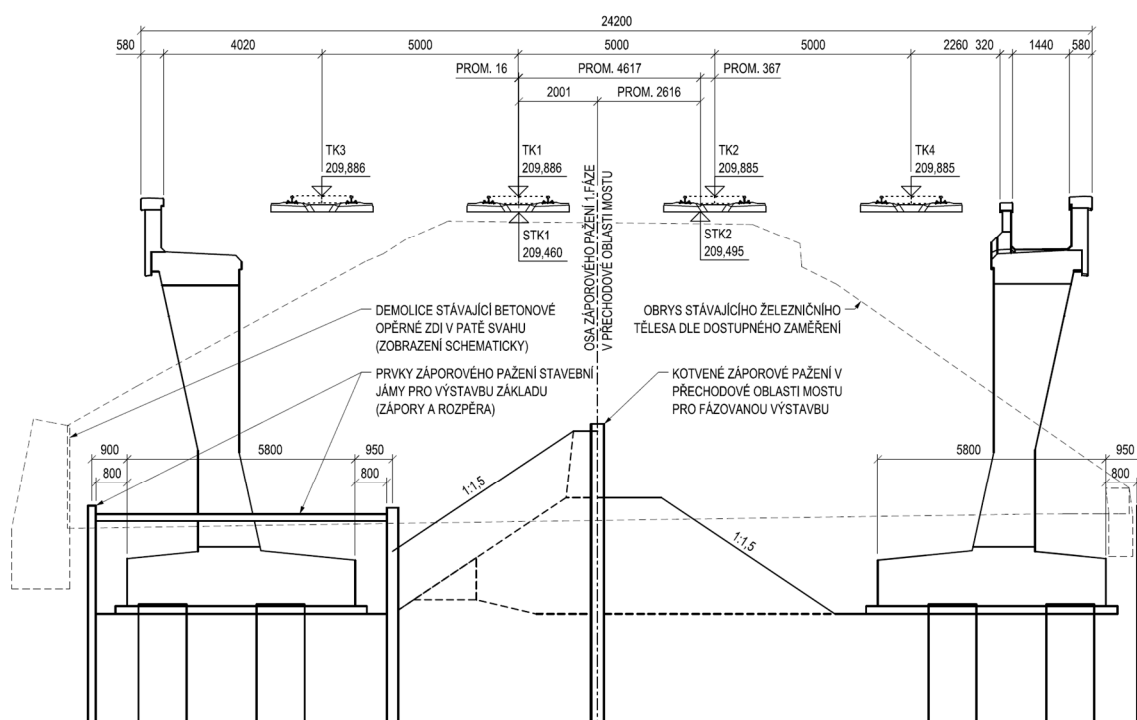 24200
580 4020 5000 5000 5000 2260 320 1440 580
PROM. 16 PROM. 4617 PROM. 367
2001 PROM. 2616
TK3
209,886
TK1
209,886
TK2
209,885
TK4
209,885
STK1
209,460
STK2
209,495
OSA ZÁPOROVÉHO PAŽENÍ 1.FÁZE
V PŘECHODOVÉ OBLASTI MOSTU
DEMOLICE STÁVAJÍCÍ BETONOVÉ
OPĚRNÉ ZDI V PATĚ SVAHU
(ZOBRAZENÍ SCHEMATICKY)
OBRYS STÁVAJÍCÍHO ŽELEZNIČNÍHO
TĚLESA DLE DOSTUPNÉHO ZAMĚŘENÍ
PRVKY ZÁPOROVÉHO PAŽENÍ STAVEBNÍ
JÁMY PRO VÝSTAVBU ZÁKLADU
(ZÁPORY A ROZPĚRA)
KOTVENÉ ZÁPOROVÉ PAŽENÍ V
PŘECHODOVÉ OBLASTI MOSTU
PRO FÁZOVANOU VÝSTAVBU
900 5800 950
800 800
5800 950
800
1:1,5
1:1,5